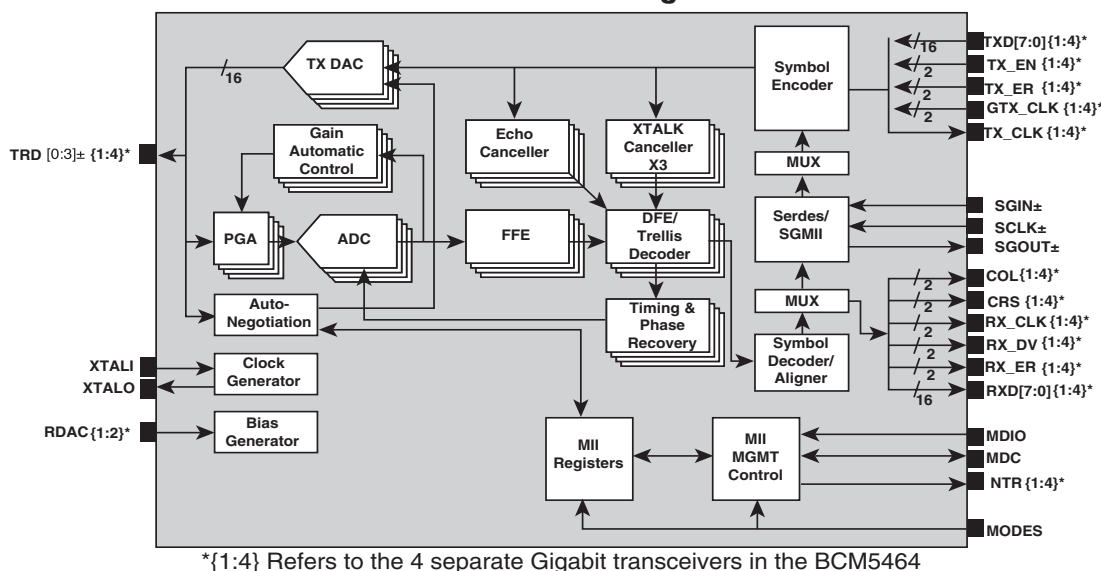 TX DAC
16
Symbol
Encoder
16
TXD[7:0]{1:4}*
2
TX_EN {1:4}*
2
TX_ER {1:4}*
2
GTX_CLK {1:4}*
TX_CLK {1:4}*
Gain
Automatic
Control
Echo
Canceller
XTALK
Canceller
X3
MUX
TRD [0:3]± {1:4}*
PGA
ADC
FFE
DFE/
Trellis
Decoder
Serdes/
SGMII
SGIN±
SCLK±
SGOUT±
Auto-
Negotiation
Timing &
Phase
Recovery
MUX
Symbol
Decoder/
Aligner
2
COL{1:4}*
2
CRS {1:4}*
2
RX_CLK {1:4}*
2
RX_DV {1:4}*
2
RX_ER {1:4}*
16
RXD[7:0]{1:4}*
XTALI
XTALO
Clock
Generator
RDAC{1:2}*
Bias
Generator
MII
Registers
MII
MGMT
Control
MDIO
MDC
NTR {1:4}*
MODES
*{1:4} Refers to the 4 separate Gigabit transceivers in the BCM5464